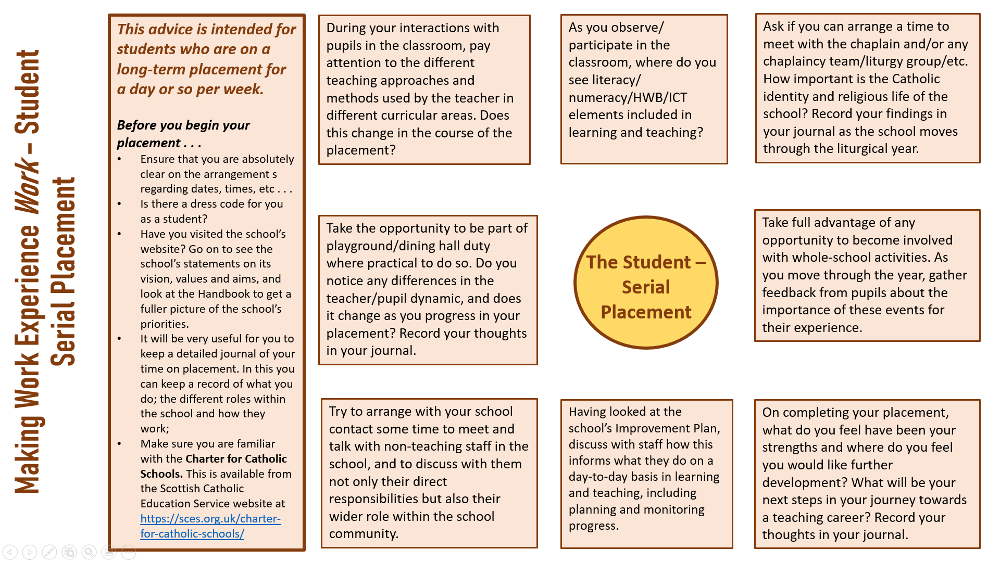 Making Work Experience Work – Student
Serial Placement
This advice is intended for
students who are on a
long-term placement for
a day or so per week.
Before you begin your
placement . . .
• Ensure that you are absolutely
clear on the arrangement s
regarding dates, times, etc . . .
• Is there a dress code for you
as a student?
• Have you visited the school’s
website? Go on to see the
school’s statements on its
vision, values and aims, and
look at the Handbook to get a
fuller picture of the school’s
priorities.
• It will be very useful for you to
keep a detailed journal of your
time on placement. In this you
can keep a record of what you
do; the different roles within
the school and how they
work;
• Make sure you are familiar
with the Charter for Catholic
Schools. This is available from
the Scottish Catholic
Education Service website at
https://sces.org.uk/charter-
for-catholic-schools/
During your interactions with
pupils in the classroom, pay
attention to the different
teaching approaches and
methods used by the teacher in
different curricular areas. Does
this change in the course of the
placement?
As you observe/
participate in the
classroom, where do you
see literacy/
numeracy/HWB/ICT
elements included in
learning and teaching?
Ask if you can arrange a time to
meet with the chaplain and/or any
chaplaincy team/liturgy group/etc.
How important is the Catholic
identity and religious life of the
school? Record your findings in
your journal as the school moves
through the liturgical year.
Take the opportunity to be part of
playground/dining hall duty
where practical to do so. Do you
notice any differences in the
teacher/pupil dynamic, and does
it change as you progress in your
placement? Record your thoughts
in your journal.
The Student –
Serial
Placement
Take full advantage of any
opportunity to become involved
with whole-school activities. As
you move through the year, gather
feedback from pupils about the
importance of these events for
their experience.
Try to arrange with your school
contact some time to meet and
talk with non-teaching staff in the
school, and to discuss with them
not only their direct
responsibilities but also their
wider role within the school
community.
Having looked at the
school’s Improvement Plan,
discuss with staff how this
informs what they do on a
day-to-day basis in learning
and teaching, including
planning and monitoring
progress.
On completing your placement,
what do you feel have been your
strengths and where do you feel
you would like further
development? What will be your
next steps in your journey towards
a teaching career? Record your
thoughts in your journal.